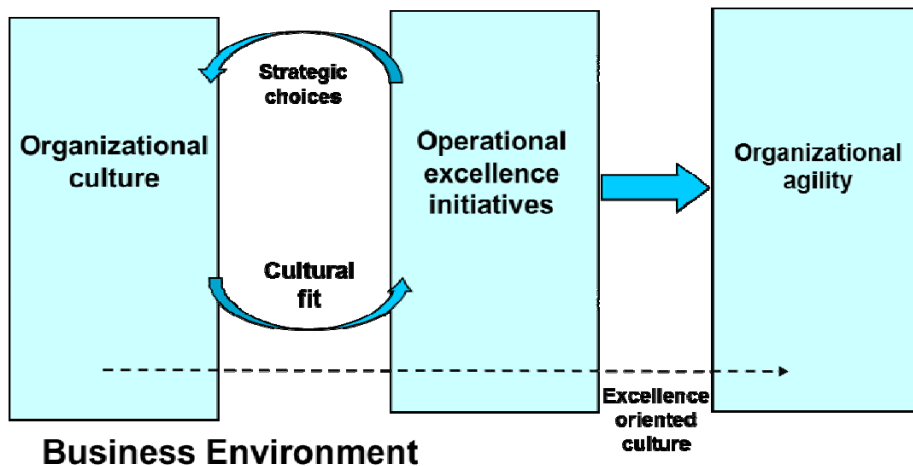 Strategic
choices
Organizational
culture
Operational
excellence
initiatives
Organizational
agility
Cultural
fit
Excellence
oriented
culture
Business Environment